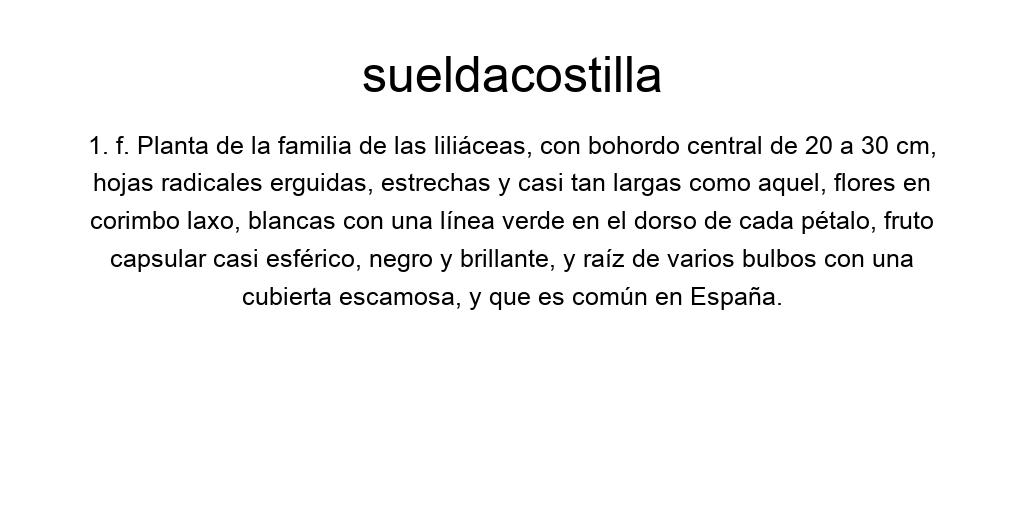 sueldacostilla
1. f. Planta de la familia de las liliáceas, con bohordo central de 20 a 30 cm,
hojas radicales erguidas, estrechas y casi tan largas como aquel, flores en
corimbo laxo, blancas con una línea verde en el dorso de cada pétalo, fruto
capsular casi esférico, negro y brillante, y raíz de varios bulbos con una
cubierta escamosa, y que es común en España.